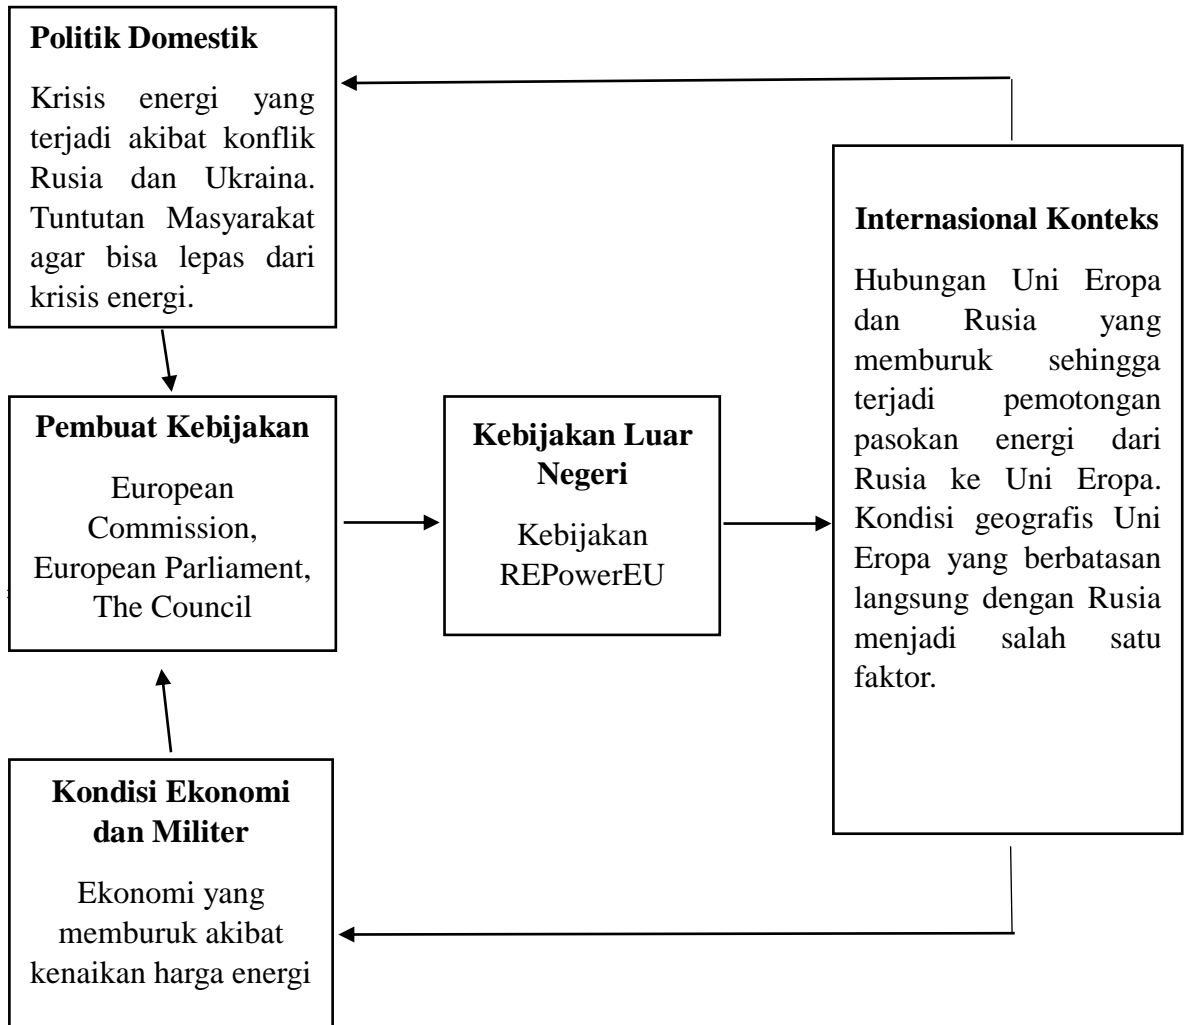 Politik Domestik
Krisis energi yang
terjadi akibat konflik
Rusia dan Ukraina.
Tuntutan Masyarakat
agar bisa lepas dari
krisis energi.
Pembuat Kebijakan
European
Commission,
European Parliament,
The Council
Kondisi Ekonomi
dan Militer
Ekonomi yang
memburuk akibat
kenaikan harga energi
Kebijakan Luar
Negeri
Kebijakan
REPowerEU
Internasional Konteks
Hubungan Uni Eropa
dan Rusia yang
memburuk sehingga
terjadi pemotongan
pasokan energi dari
Rusia ke Uni Eropa.
Kondisi geografis Uni
Eropa yang berbatasan
langsung dengan Rusia
menjadi salah satu
faktor.